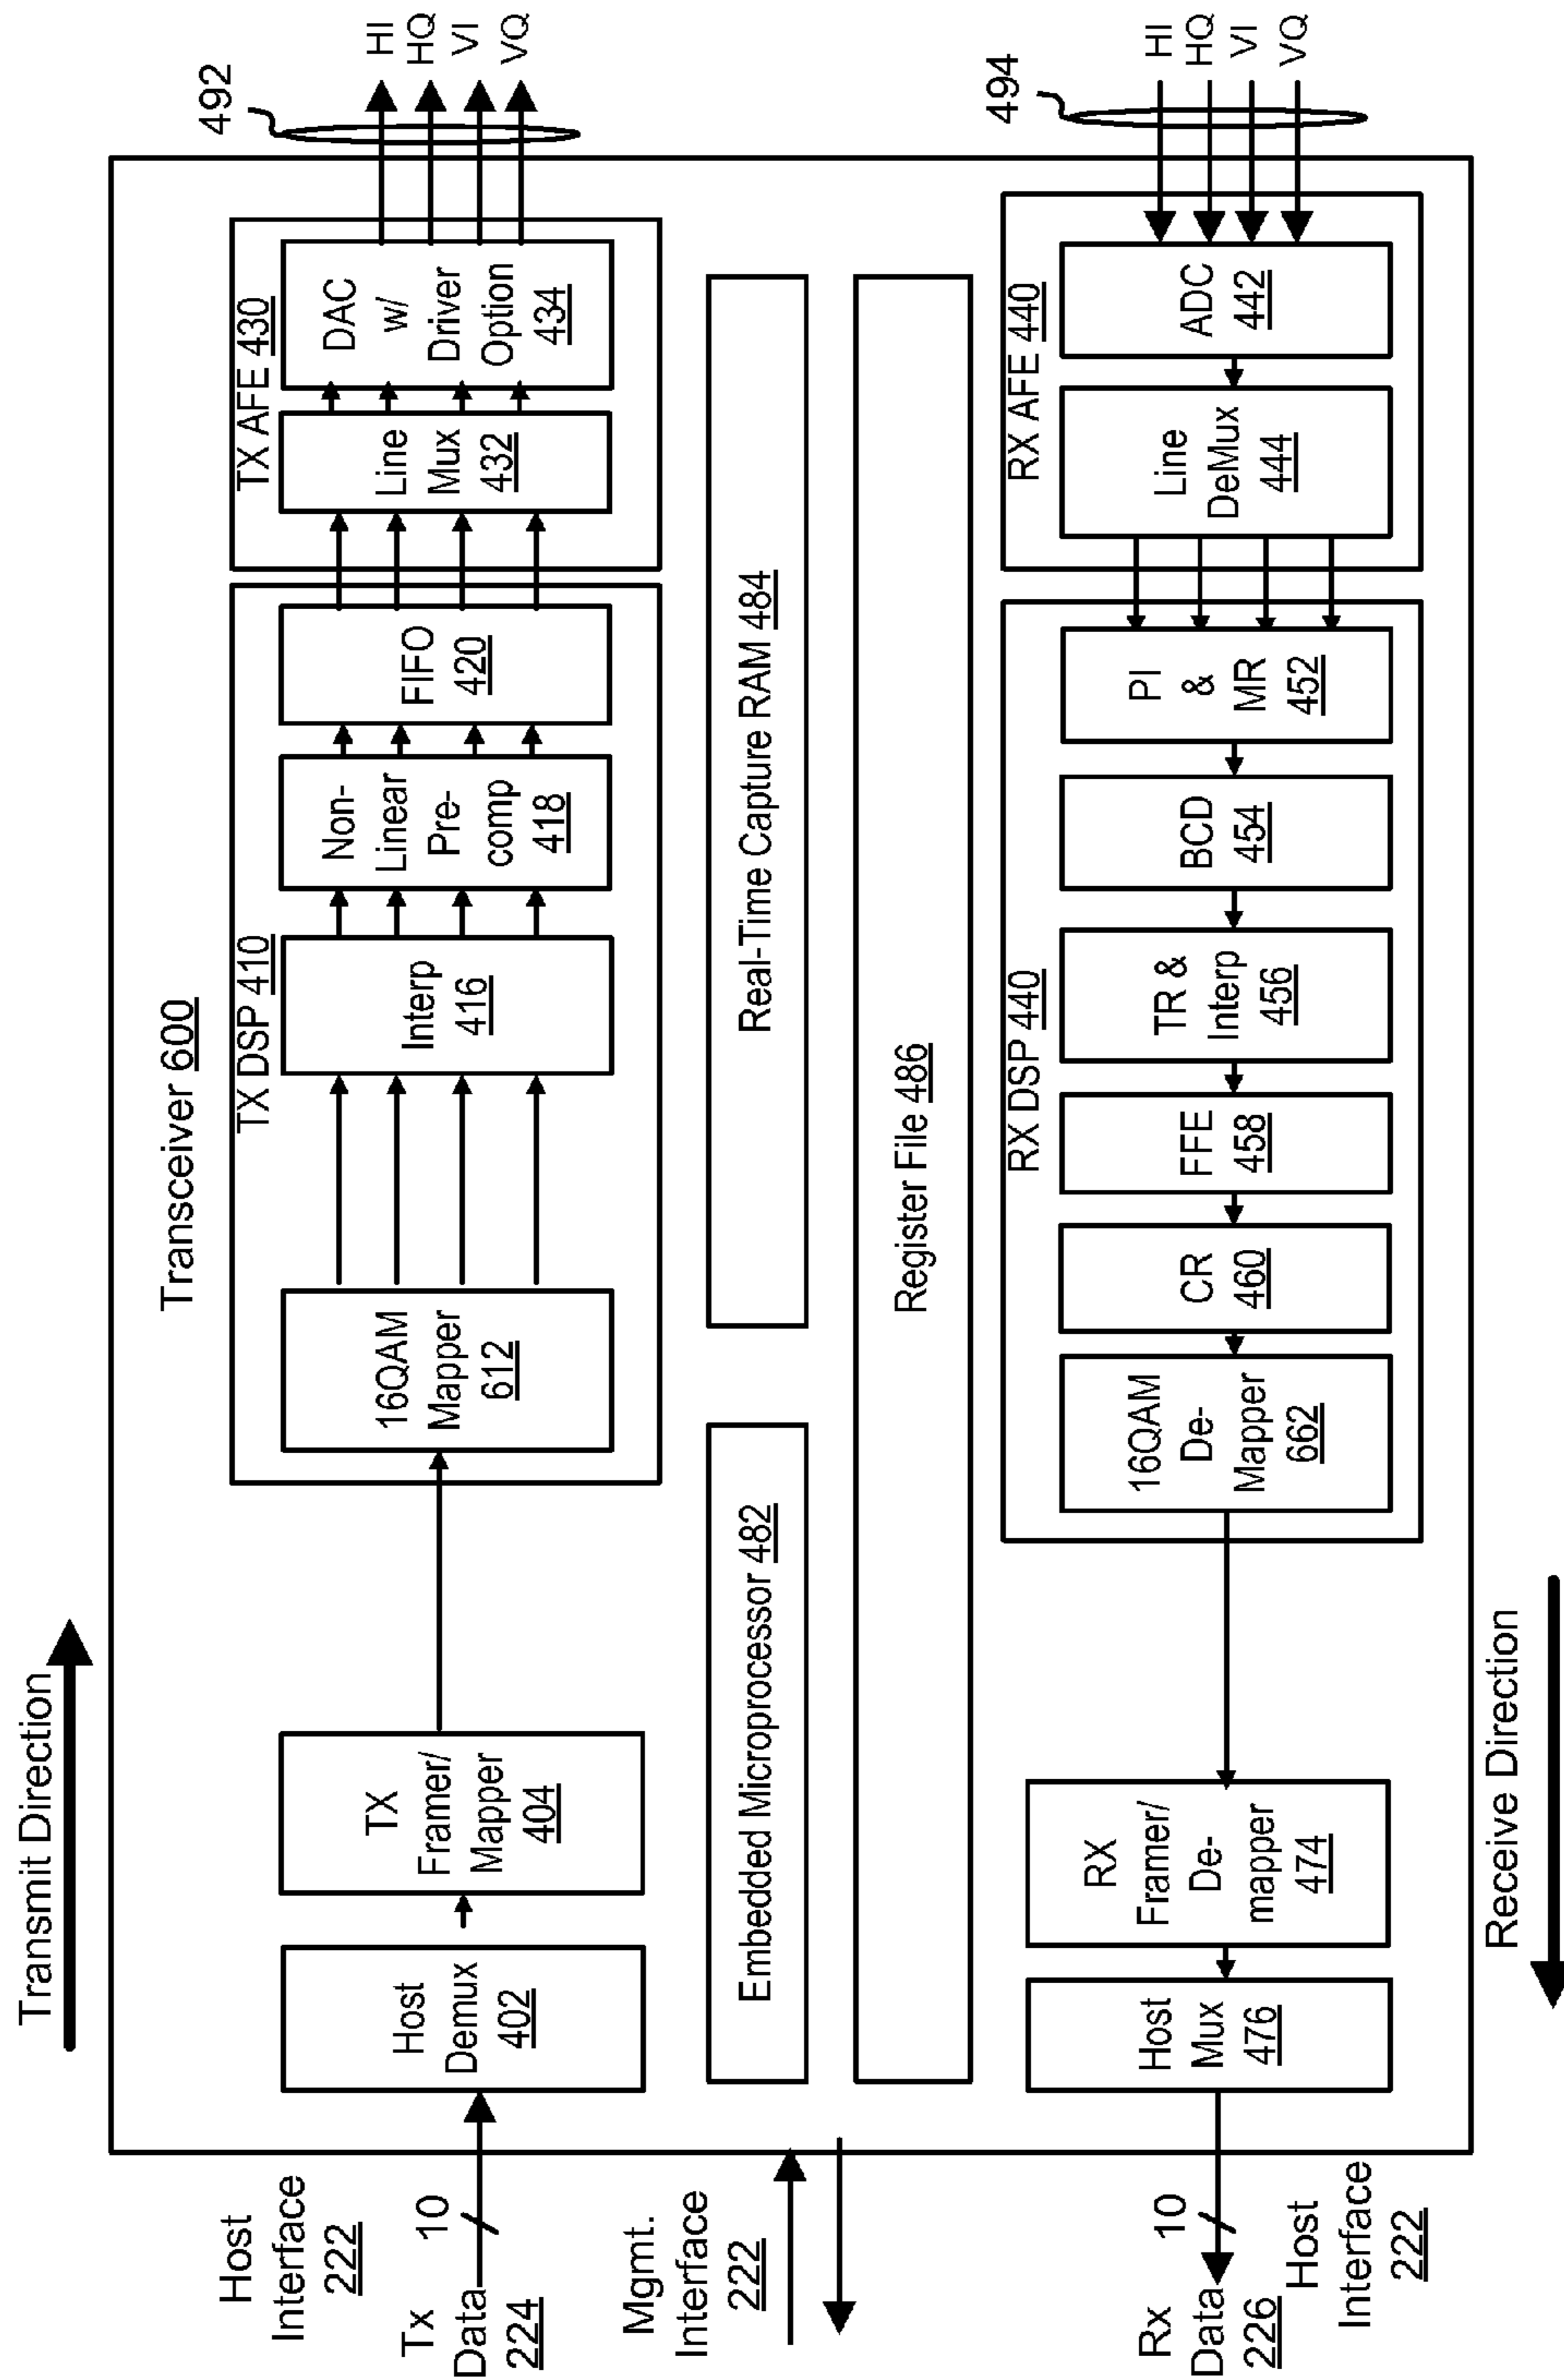 Transmit Direction
Transceiver 600
Host
Interface
222
Tx
Data
224
10
Host
Demux
402
TX
Framer/
Mapper
404
TX DSP 410
16QAM
Mapper
612
Interp
416
Non-
Linear
Pre-
comp
418
FIFO
420
TX AFE 430
Line
Mux
432
DAC
w/
Driver
Option
434
492
HI
HQ
VI
VQ
Mgmt.
Interface
222
Embedded Microprocessor 482
Real-Time Capture RAM 484
Register File 486
Rx
Data
226
10
Host
Interface
222
Host
Mux
476
RX
Framer/
De-
mapper
474
RX DSP 440
16QAM
De-
Mapper
662
CR
460
FFE
458
TR &
Interp
456
BCD
454
PI
&
MR
452
RX AFE 440
Line
DeMux
444
ADC
442
494
HI
HQ
VI
VQ
Receive Direction